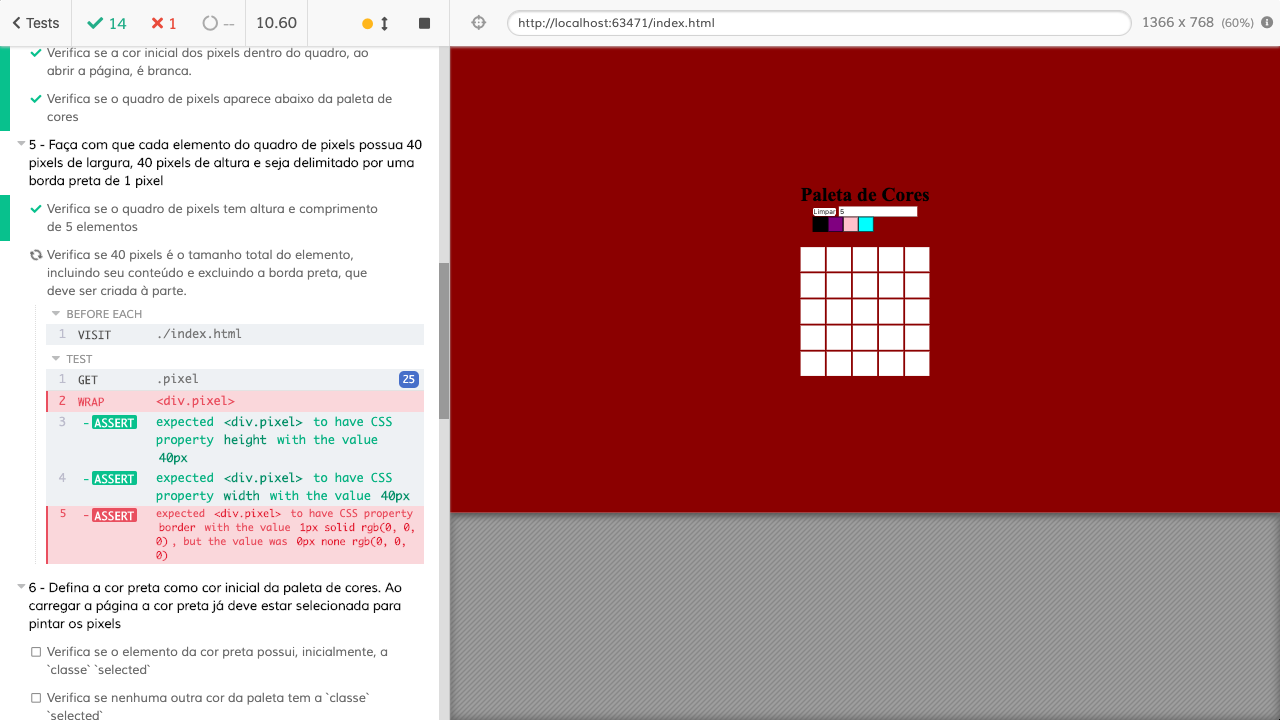 Tests 14 1 -- 10.60 http://localhost:63471/index.html 1366 x 768 (60%)
Verifica se a cor inicial dos pixels dentro do quadro, ao
abrir a página, é branca.
Verifica se o quadro de pixels aparece abaixo da paleta de
cores
5 - Faça com que cada elemento do quadro de pixels possua 40
pixels de largura, 40 pixels de altura e seja delimitado por uma
borda preta de 1 pixel
Verifica se o quadro de pixels tem altura e comprimento
de 5 elementos
Verifica se 40 pixels é o tamanho total do elemento,
incluindo seu conteúdo e excluindo a borda preta, que
deve ser criada à parte.
BEFORE EACH
1 VISIT ./index.html
TEST
1 GET .pixel 25
2 WRAP <div.pixel>
3 -ASSERT expected <div.pixel> to have CSS
property height with the value
40px
4 -ASSERT expected <div.pixel> to have CSS
property width with the value 40px
5 -ASSERT expected <div.pixel> to have CSS property
border with the value 1px solid rgb(0, 0,
0), but the value was 0px none rgb(0, 0,
0)
6 - Defina a cor preta como cor inicial da paleta de cores. Ao
carregar a página a cor preta já deve estar selecionada para
pintar os pixels
Verifica se o elemento da cor preta possui, inicialmente, a
`classe` `selected`
Verifica se nenhuma outra cor da paleta tem a `classe`
`selected`
Paleta de Cores
Limpar 5